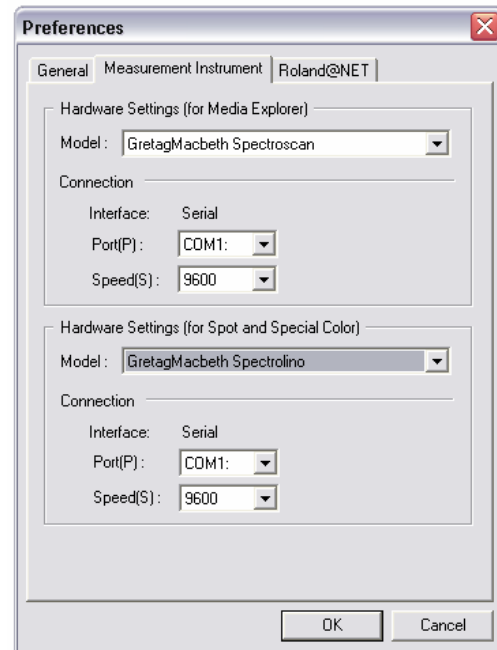 Preferences
General Measurement Instrument Roland@NET
Hardware Settings (for Media Explorer)
Model : GretagMacbeth Spectroscan
Connection
Interface: Serial
Port(P) : COM1:
Speed(S) : 9600
Hardware Settings (for Spot and Special Color)
Model : GretagMacbeth Spectrolino
Connection
Interface: Serial
Port(P) : COM1:
Speed(S) : 9600
OK Cancel